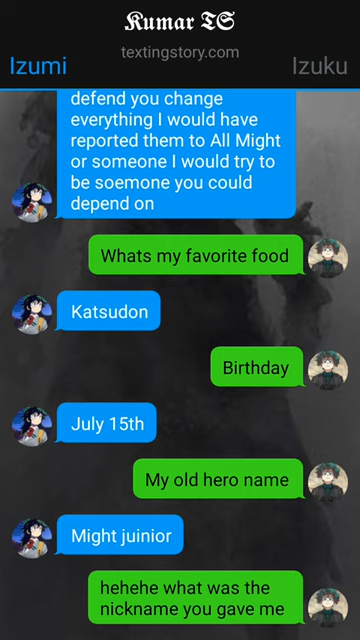 Kumar TS
textingstory.com
Izumi
Izuku
defend you change
everything I would have
reported them to All Might
or someone I would try to
be soemone you could
depend on
Whats my favorite food
Katsudon
Birthday
July 15th
My old hero name
Might juinior
hehehe what was the
nickname you gave me